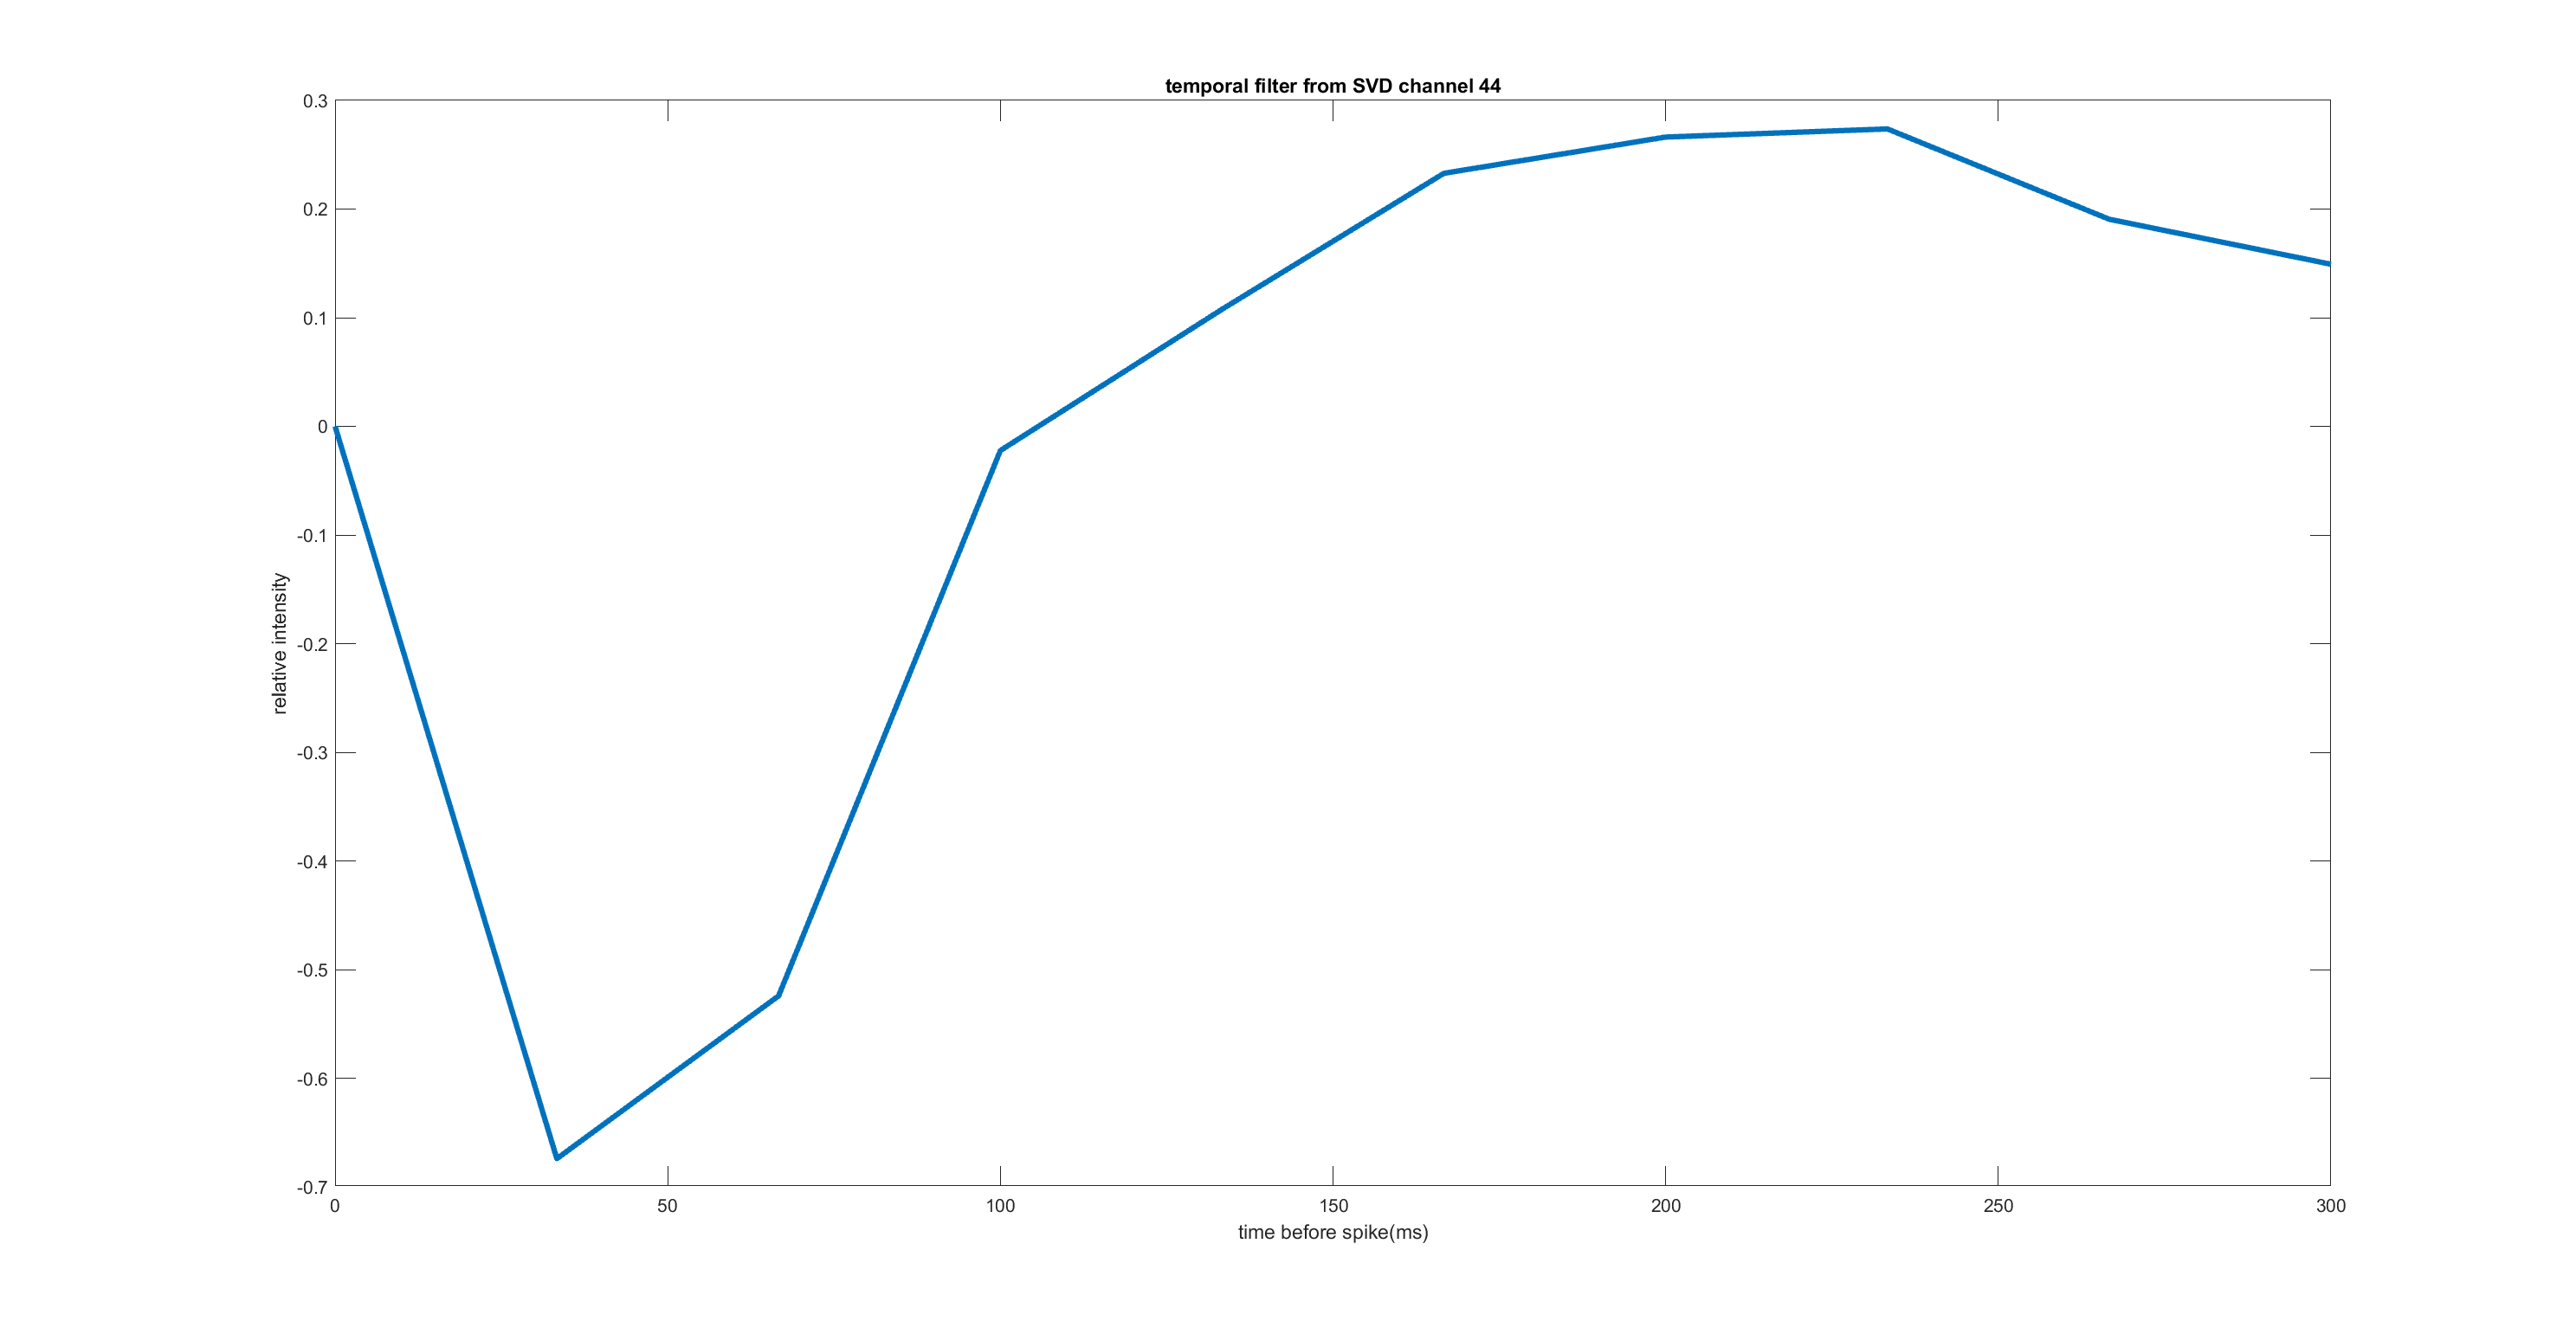 temporal filter from SVD channel 44
0.3
0.2
0.1
0
-0.1
-0.2
-0.3
-0.4
-0.5
-0.6
-0.7
relative intensity
0 50 100 150 200 250 300
time before spike(ms)